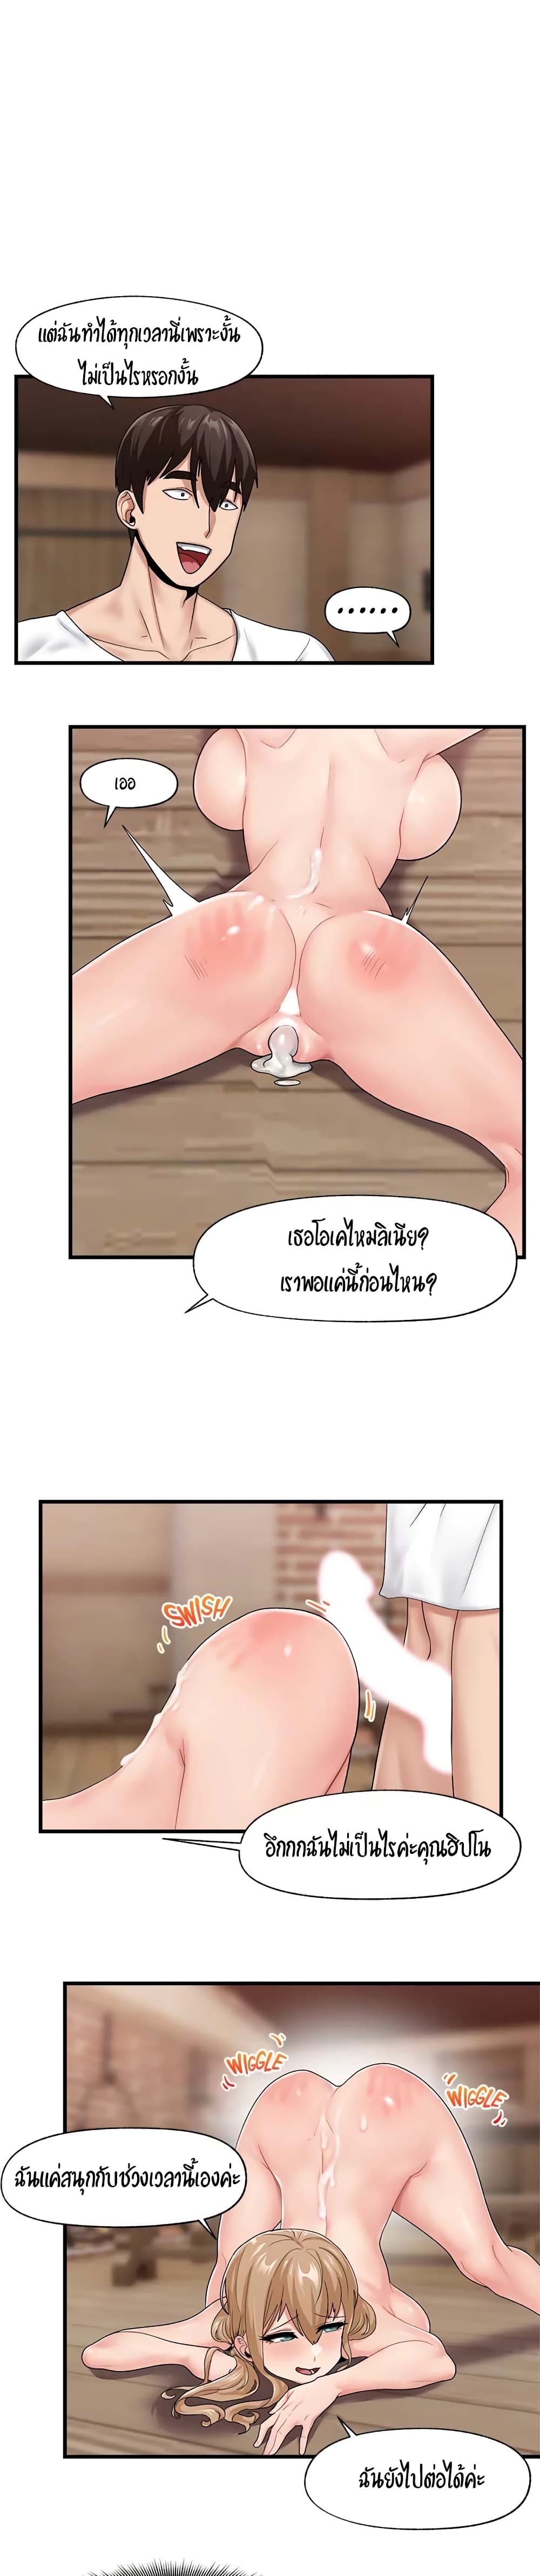 แต่ฉันทำได้ทุกเวลานี่เพราะงั้น
ไม่เป็นไรหรอกงั้น
......
เออ
เธอโอเคไหมลิเนีย?
เราพอแค่นี้ก่อนไหน?
SWISH
อึกกกฉันไม่เป็นไรค่ะคุณฮิปโน
WIGGLE
WIGGLE
ฉันแค่สนุกกับช่วงเวลานี้เองค่ะ
ฉันยังไปต่อได้ค่ะ